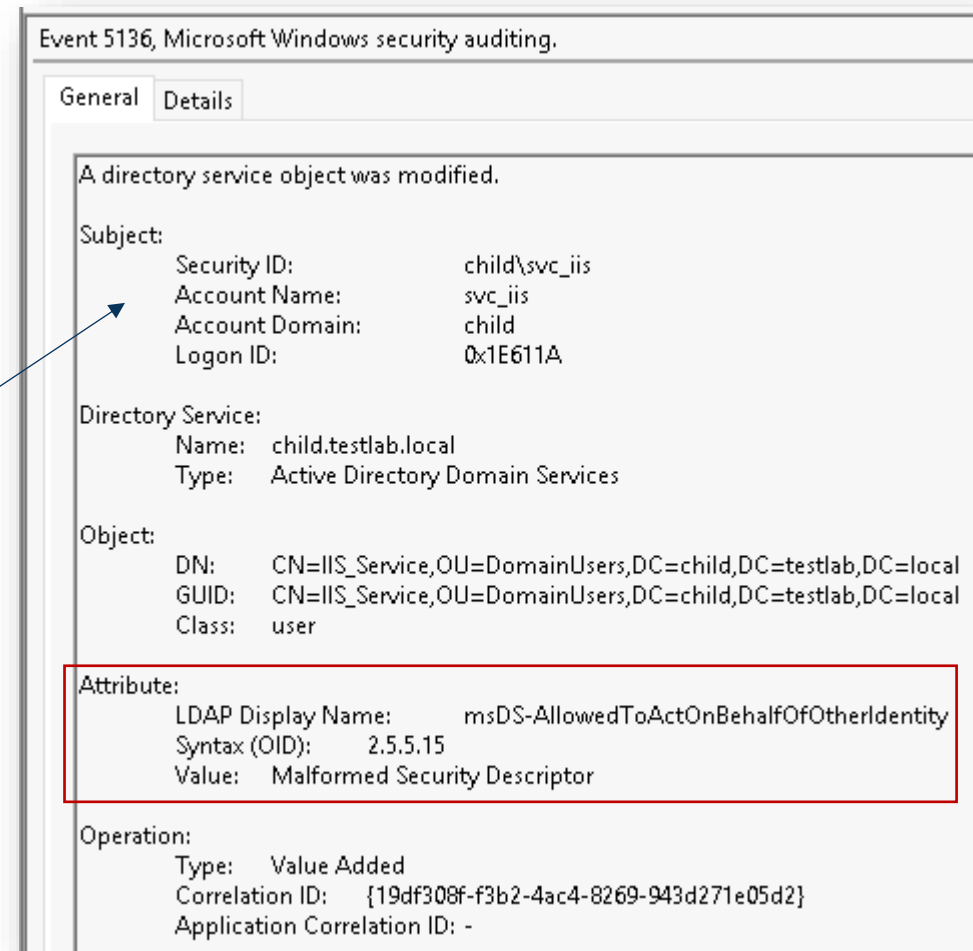 Event 5136, Microsoft Windows security auditing.
General Details
A directory service object was modified.
Subject:
Security ID: child\svc_iis
Account Name: svc_iis
Account Domain: child
Logon ID: 0x1E611A
Directory Service:
Name: child.testlab.local
Type: Active Directory Domain Services
Object:
DN: CN=IIS_Service,OU=DomainUsers,DC=child,DC=testlab,DC=local
GUID: CN=IIS_Service,OU=DomainUsers,DC=child,DC=testlab,DC=local
Class: user
Attribute:
LDAP Display Name: msDS-AllowedToActOnBehalfOfOtherIdentity
Syntax (OID): 2.5.5.15
Value: Malformed Security Descriptor
Operation:
Type: Value Added
Correlation ID: {19df308f-f3b2-4ac4-8269-943d271e05d2}
Application Correlation ID: -